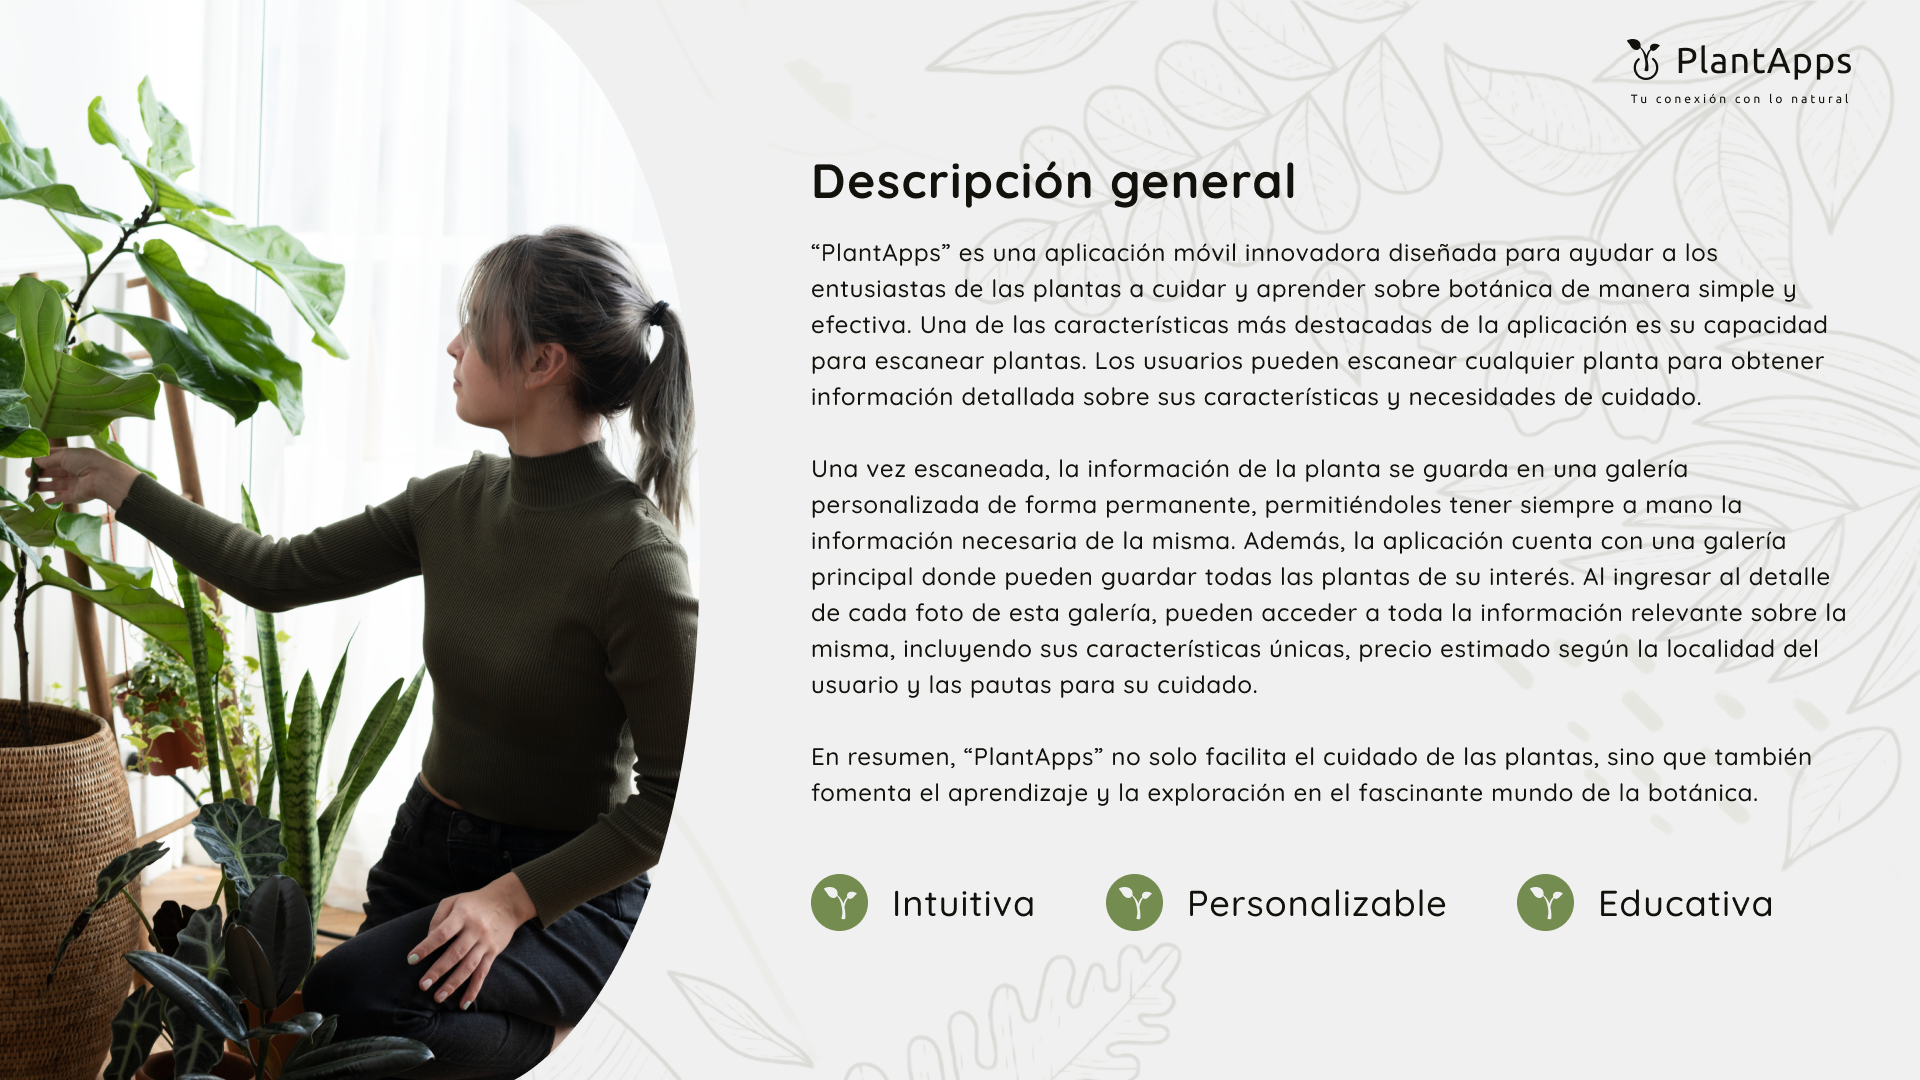 PlantApps
Tu conexión con lo natural
Descripción general
“PlantApps” es una aplicación móvil innovadora diseñada para ayudar a los
entusiastas de las plantas a cuidar y aprender sobre botánica de manera simple y
efectiva. Una de las características más destacadas de la aplicación es su capacidad
para escanear plantas. Los usuarios pueden escanear cualquier planta para obtener
información detallada sobre sus características y necesidades de cuidado.
Una vez escaneada, la información de la planta se guarda en una galería
personalizada de forma permanente, permitiéndoles tener siempre a mano la
información necesaria de la misma. Además, la aplicación cuenta con una galería
principal donde pueden guardar todas las plantas de su interés. Al ingresar al detalle
de cada foto de esta galería, pueden acceder a toda la información relevante sobre la
misma, incluyendo sus características únicas, precio estimado según la localidad del
usuario y las pautas para su cuidado.
En resumen, “PlantApps” no solo facilita el cuidado de las plantas, sino que también
fomenta el aprendizaje y la exploración en el fascinante mundo de la botánica.
Intuitiva Personalizable Educativa